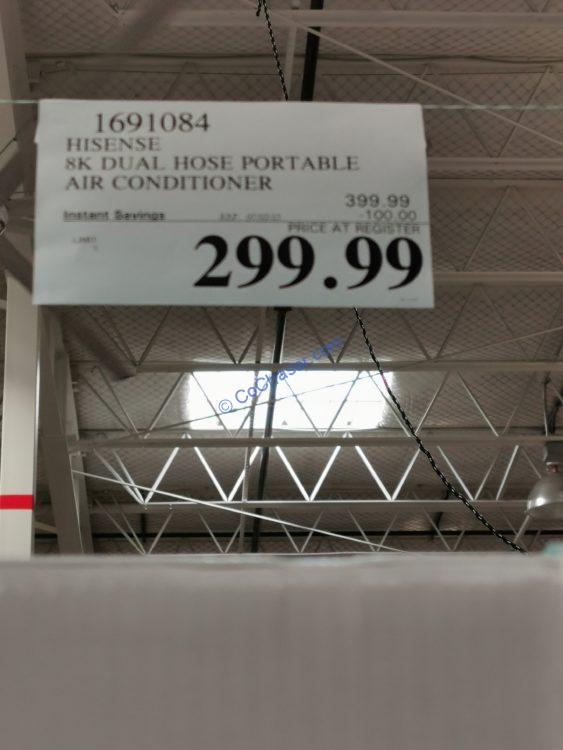 1691084
HISENSE
8K DUAL HOSE PORTABLE
AIR CONDITIONER
399.99
Instant Savings -100.00
PRICE AT REGISTER
299.99
© CoChaser.com